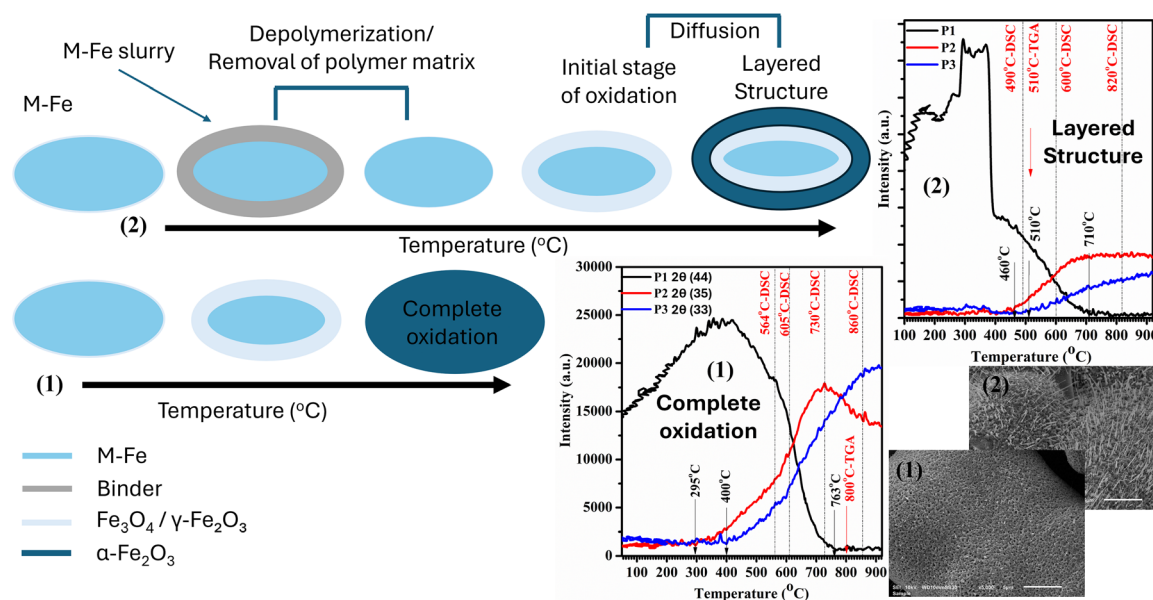 M-Fe slurry
M-Fe
Depolymerization/
Removal of polymer matrix
Initial stage
of oxidation
Diffusion
Layered
Structure
(2)
Temperature (°C)
Complete
oxidation
(1)
Temperature (°C)
M-Fe
Binder
Fe₃O₄ / γ-Fe₂O₃
α-Fe₂O₃
P1 2θ (44)
P2 2θ (35)
P3 2θ (33)
564°C-DSC
605°C-DSC
730°C-DSC
860°C-DSC
(1)
Complete
oxidation
295°C
400°C
763°C
800°C-TGA
Intensity (a.u.)
30000
25000
20000
15000
10000
5000
0
100 200 300 400 500 600 700 800 900
Temperature (°C)
P1
P2
P3
490°C-DSC
510°C-TGA
600°C-DSC
820°C-DSC
Layered
Structure
(2)
460°C
510°C
710°C
Intensity (a.u.)
100 200 300 400 500 600 700 800 900
Temperature (°C)
(2)
(1)